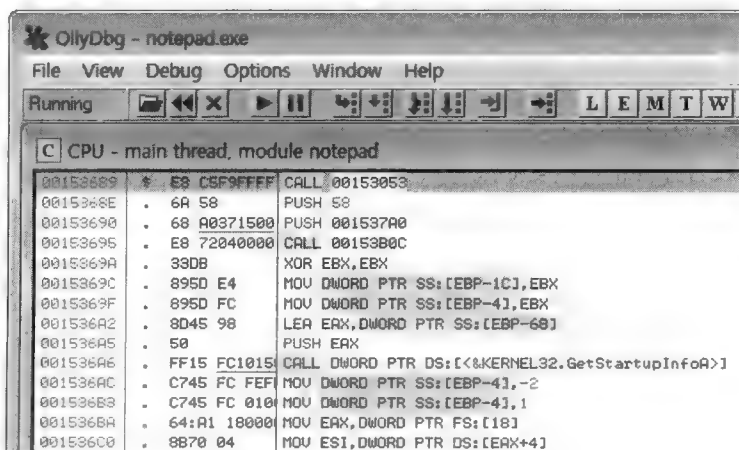 OllyDbg - notepad.exe
File View Debug Options Window Help
Running L E M T W
C CPU - main thread, module notepad
00153689 $ E8 C5F9FFFF CALL 00153053
0015368E . 6A 58 PUSH 58
00153690 . 68 A0371500 PUSH 001537A0
00153695 . E8 72040000 CALL 00153B0C
0015369A . 33DB XOR EBX,EBX
0015369C . 895D E4 MOV DWORD PTR SS:[EBP-1C],EBX
0015369F . 895D FC MOV DWORD PTR SS:[EBP-4],EBX
001536A2 . 8D45 98 LEA EAX,DWORD PTR SS:[EBP-68]
001536A5 . 50 PUSH EAX
001536A6 . FF15 FC1015 CALL DWORD PTR DS:[<&KERNEL32.GetStartupInfoA>]
001536AC . C745 FC FEF MOV DWORD PTR SS:[EBP-4],-2
001536B3 . C745 FC 010 MOV DWORD PTR SS:[EBP-4],1
001536BA . 64:A1 18000 MOV EAX,DWORD PTR FS:[18]
001536C0 . 8B70 04 MOV ESI,DWORD PTR DS:[EAX+4]